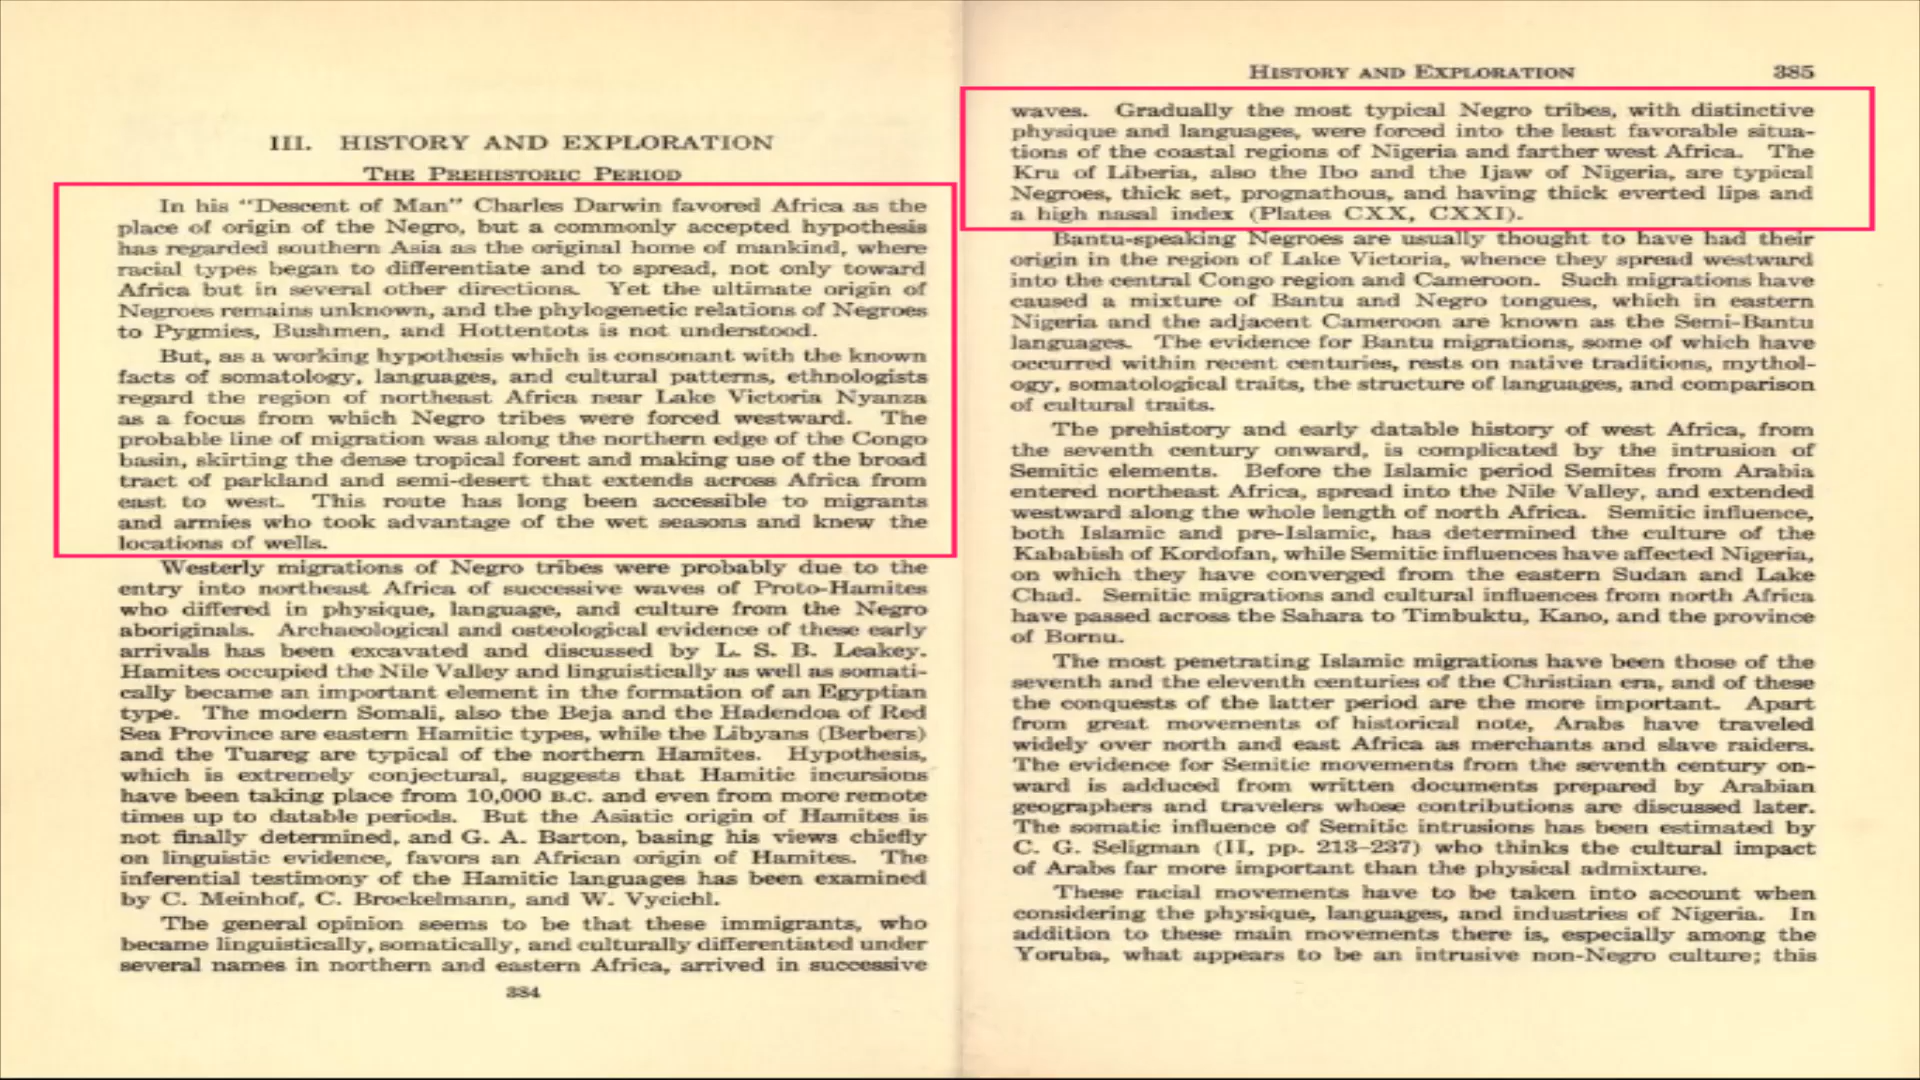 III. HISTORY AND EXPLORATION
THE PREHISTORIC PERIOD
In his “Descent of Man” Charles Darwin favored Africa as the
place of origin of the Negro, but a commonly accepted hypothesis
has regarded southern Asia as the original home of mankind, where
racial types began to differentiate and to spread, not only toward
Africa but in several other directions. Yet the ultimate origin of
Negroes remains unknown, and the phylogenetic relations of Negroes
to Pygmies, Bushmen, and Hottentots is not understood.
But, as a working hypothesis which is consonant with the known
facts of somatology, languages, and cultural patterns, ethnologists
regard the region of northeast Africa near Lake Victoria Nyanza
as a focus from which Negro tribes were forced westward. The
probable line of migration was along the northern edge of the Congo
basin, skirting the dense tropical forest and making use of the broad
tract of parkland and semi-desert that extends across Africa from
east to west. This route has long been accessible to migrants
and armies who took advantage of the wet seasons and knew the
locations of wells.
Westerly migrations of Negro tribes were probably due to the
entry into northeast Africa of successive waves of Proto-Hamites
who differed in physique, language, and culture from the Negro
aboriginals. Archaeological and osteological evidence of these early
arrivals has been excavated and discussed by L. S. B. Leakey.
Hamites occupied the Nile Valley and linguistically as well as somati-
cally became an important element in the formation of an Egyptian
type. The modern Somali, also the Beja and the Hadendoa of Red
Sea Province are eastern Hamitic types, while the Libyans (Berbers)
and the Tuareg are typical of the northern Hamites. Hypothesis,
which is extremely conjectural, suggests that Hamitic incursions
have been taking place from 10,000 B.C. and even from more remote
times up to datable periods. But the Asiatic origin of Hamites is
not finally determined, and G. A. Barton, basing his views chiefly
on linguistic evidence, favors an African origin of Hamites. The
inferential testimony of the Hamitic languages has been examined
by C. Meinhof, C. Brockelmann, and W. Vycichl.
The general opinion seems to be that these immigrants, who
became linguistically, somatically, and culturally differentiated under
several names in northern and eastern Africa, arrived in successive
384
HISTORY AND EXPLORATION 385
waves. Gradually the most typical Negro tribes, with distinctive
physique and languages, were forced into the least favorable situa-
tions of the coastal regions of Nigeria and farther west Africa. The
Kru of Liberia, also the Ibo and the Ijaw of Nigeria, are typical
Negroes, thick set, prognathous, and having thick everted lips and
a high nasal index (Plates CXX, CXXI).
Bantu-speaking Negroes are usually thought to have had their
origin in the region of Lake Victoria, whence they spread westward
into the central Congo region and Cameroon. Such migrations have
caused a mixture of Bantu and Negro tongues, which in eastern
Nigeria and the adjacent Cameroon are known as the Semi-Bantu
languages. The evidence for Bantu migrations, some of which have
occurred within recent centuries, rests on native traditions, mythol-
ogy, somatological traits, the structure of languages, and comparison
of cultural traits.
The prehistory and early datable history of west Africa, from
the seventh century onward, is complicated by the intrusion of
Semitic elements. Before the Islamic period Semites from Arabia
entered northeast Africa, spread into the Nile Valley, and extended
westward along the whole length of north Africa. Semitic influence,
both Islamic and pre-Islamic, has determined the culture of the
Kababish of Kordofan, while Semitic influences have affected Nigeria,
on which they have converged from the eastern Sudan and Lake
Chad. Semitic migrations and cultural influences from north Africa
have passed across the Sahara to Timbuktu, Kano, and the province
of Bornu.
The most penetrating Islamic migrations have been those of the
seventh and the eleventh centuries of the Christian era, and of these
the conquests of the latter period are the more important. Apart
from great movements of historical note, Arabs have traveled
widely over north and east Africa as merchants and slave raiders.
The evidence for Semitic movements from the seventh century on-
ward is adduced from written documents prepared by Arabian
geographers and travelers whose contributions are discussed later.
The somatic influence of Semitic intrusions has been estimated by
C. G. Seligman (II, pp. 213–237) who thinks the cultural impact
of Arabs far more important than the physical admixture.
These racial movements have to be taken into account when
considering the physique, languages, and industries of Nigeria. In
addition to these main movements there is, especially among the
Yoruba, what appears to be an intrusive non-Negro culture; this